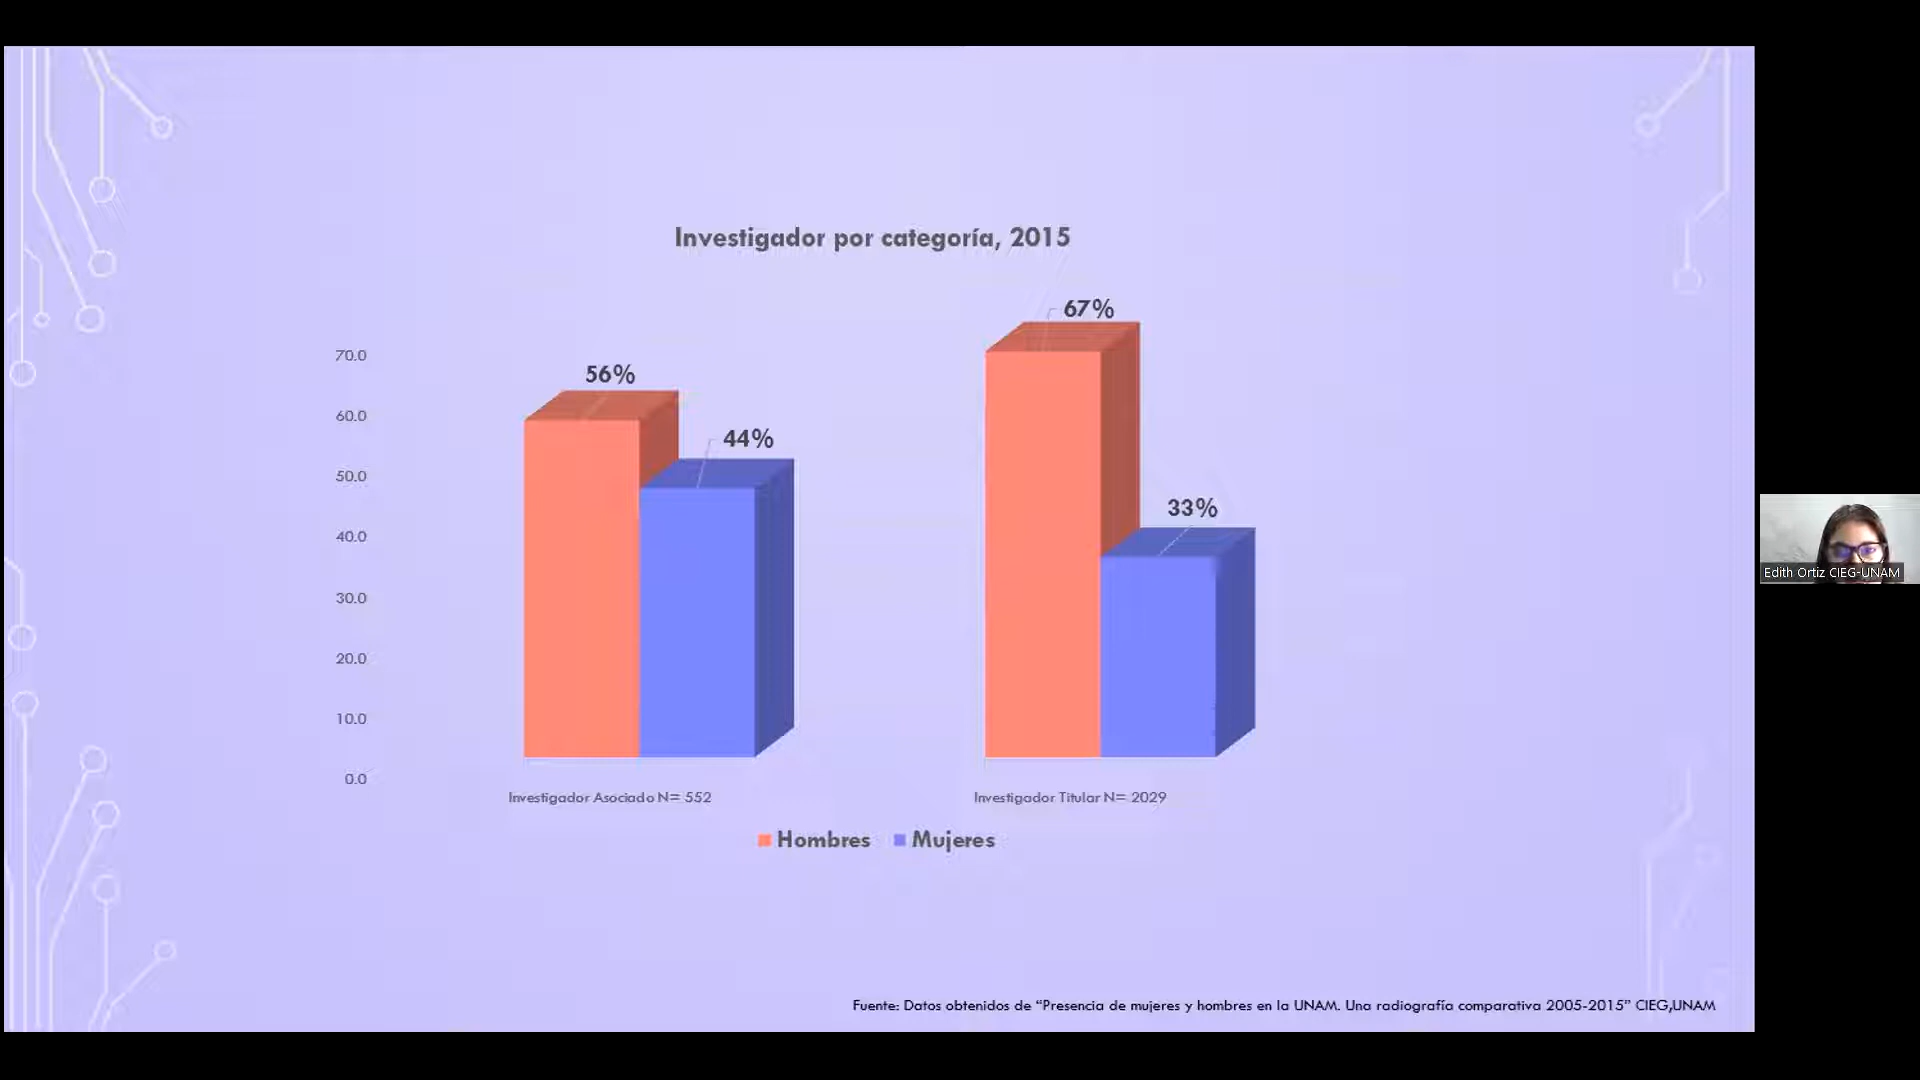 Investigador por categoría, 2015
67%
56%
44%
33%
70.0
60.0
50.0
40.0
30.0
20.0
10.0
0.0
Investigador Asociado N= 552
Investigador Titular N= 2029
Hombres Mujeres
Fuente: Datos obtenidos de “Presencia de mujeres y hombres en la UNAM. Una radiografía comparativa 2005-2015” CIEG,UNAM
Edith Ortiz CIEG-UNAM